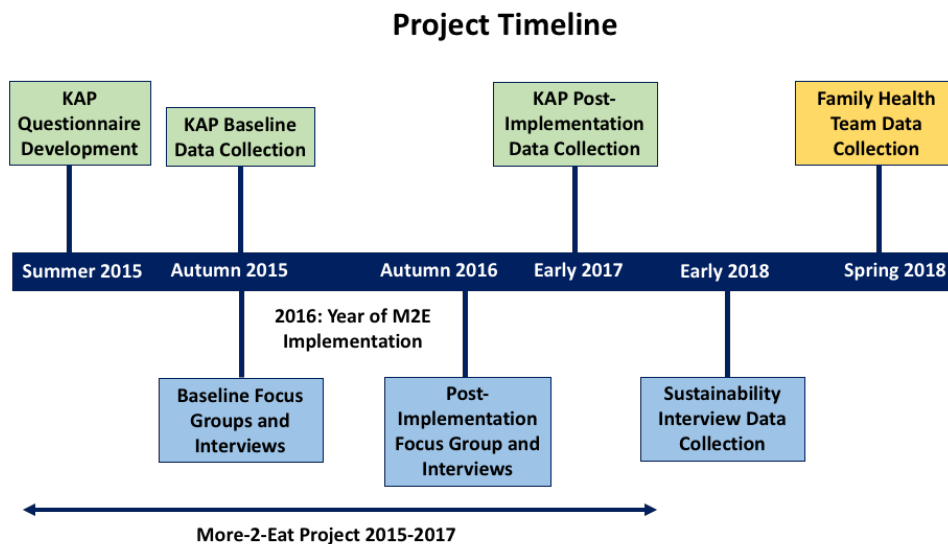 Project Timeline
KAP
Questionnaire
Development
KAP Baseline
Data Collection
KAP Post-
Implementation
Data Collection
Family Health
Team Data
Collection
Summer 2015
Autumn 2015
Autumn 2016
Early 2017
Early 2018
Spring 2018
2016: Year of M2E
Implementation
Baseline Focus
Groups and
Interviews
Post-
Implementation
Focus Group and
Interviews
Sustainability
Interview Data
Collection
More-2-Eat Project 2015-2017